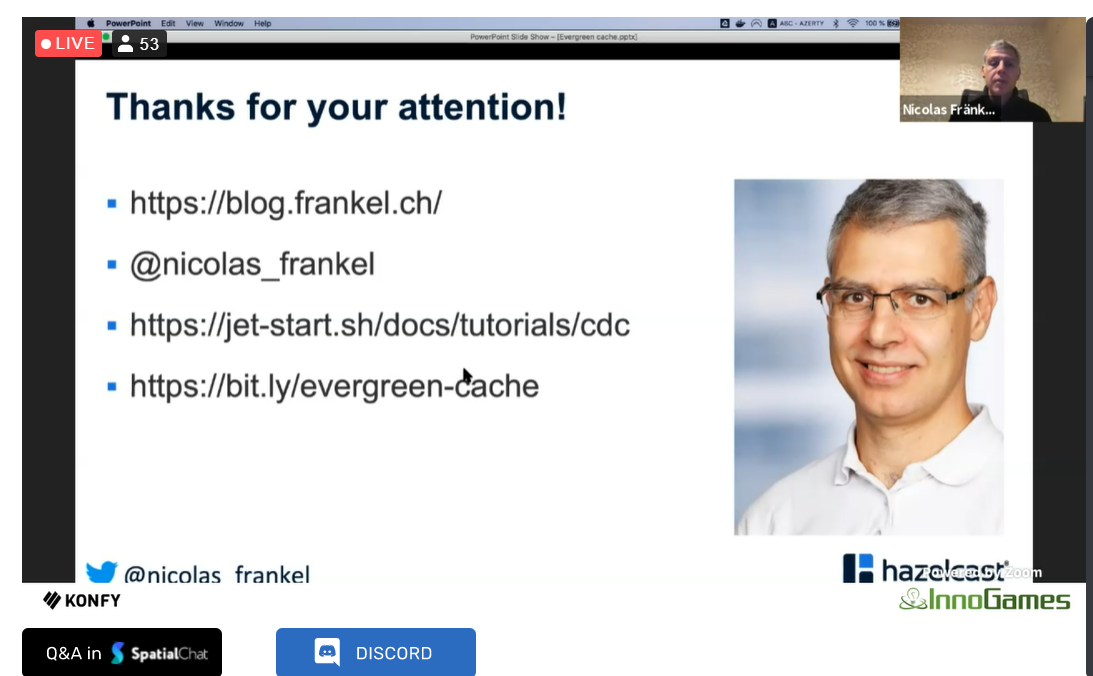 PowerPoint Edit View Window Help
ABC - AZERTY 100 %
PowerPoint Slide Show – [Evergreen cache.pptx]
LIVE 53
Nicolas Fränk...
Thanks for your attention!
https://blog.frankel.ch/
@nicolas_frankel
https://jet-start.sh/docs/tutorials/cdc
https://bit.ly/evergreen-cache
@nicolas_frankel
hazelcast
Powered by Zoom
KONFY
InnoGames
Q&A in SpatialChat
DISCORD